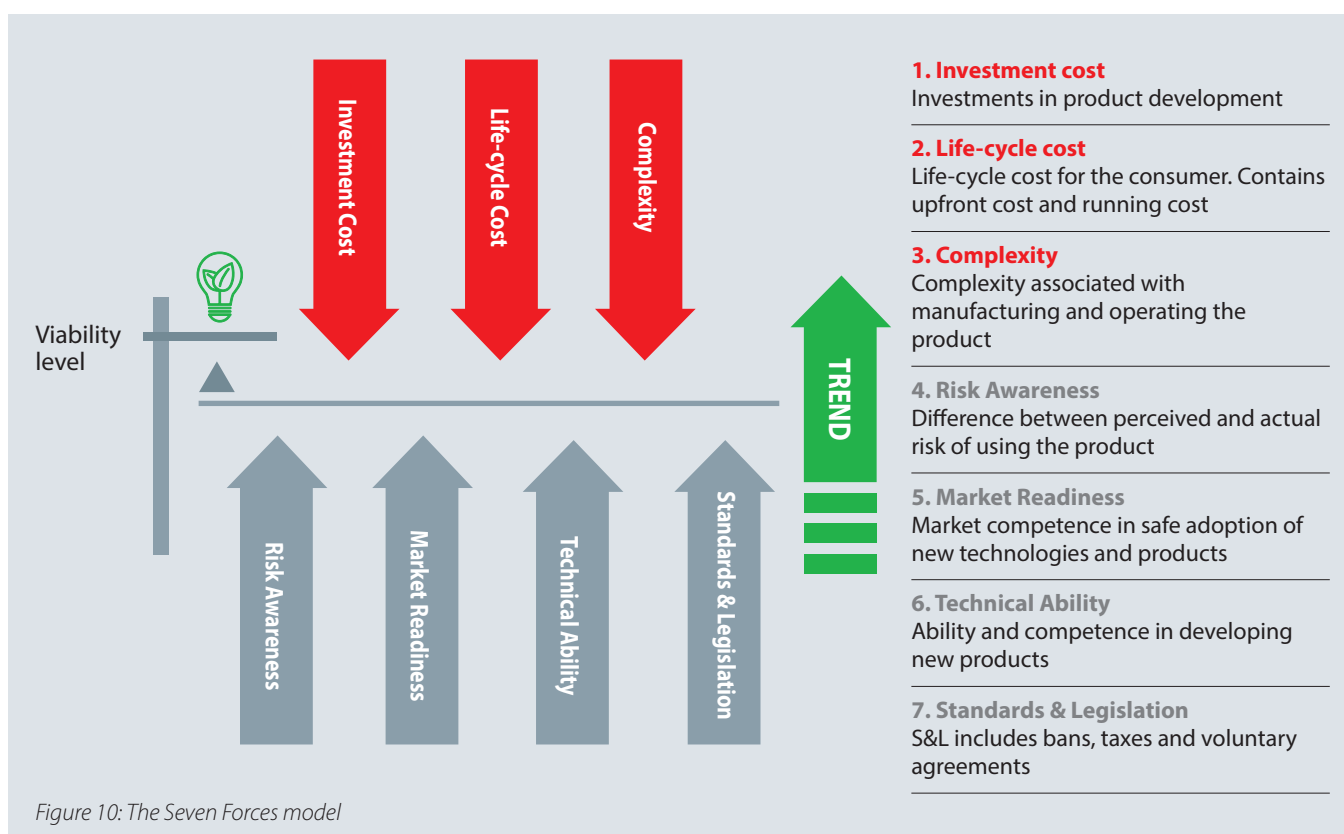 Investment Cost
Life-cycle Cost
Complexity
Viability
level
TREND
Risk Awareness
Market Readiness
Technical Ability
Standards & Legislation
1. Investment cost
Investments in product development
2. Life-cycle cost
Life-cycle cost for the consumer. Contains
upfront cost and running cost
3. Complexity
Complexity associated with
manufacturing and operating the
product
4. Risk Awareness
Difference between perceived and actual
risk of using the product
5. Market Readiness
Market competence in safe adoption of
new technologies and products
6. Technical Ability
Ability and competence in developing
new products
7. Standards & Legislation
S&L includes bans, taxes and voluntary
agreements
Figure 10: The Seven Forces model